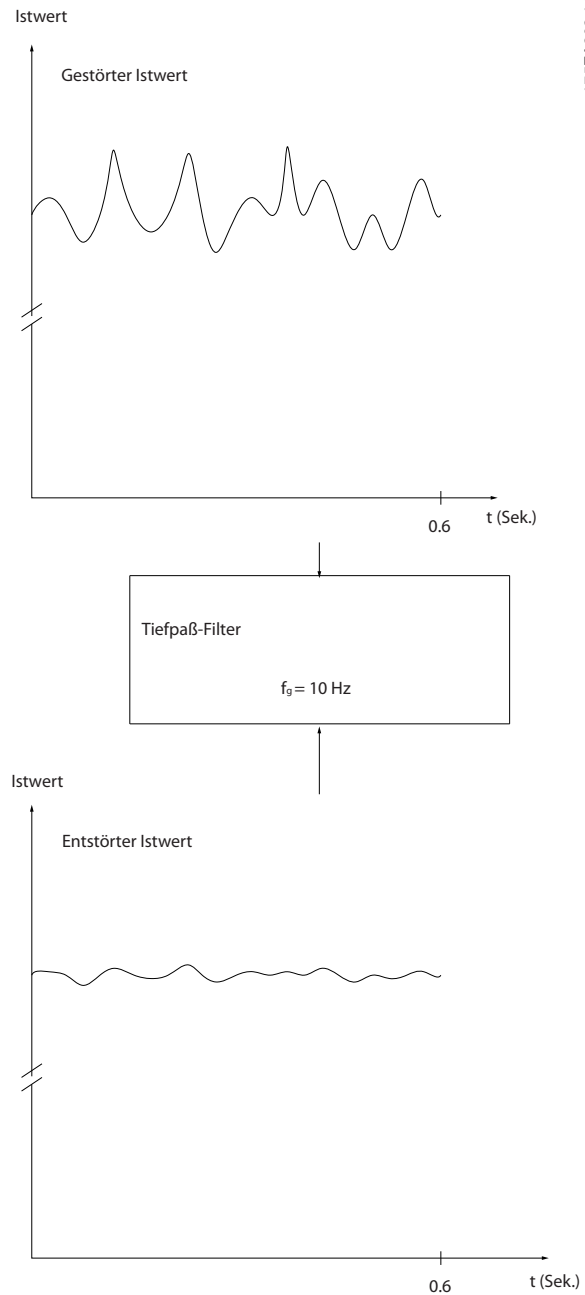 Istwert
Gestörter Istwert
0.6
t (Sek.)
Tiefpaß-Filter
fg = 10 Hz
Istwert
Entstörter Istwert
0.6
t (Sek.)